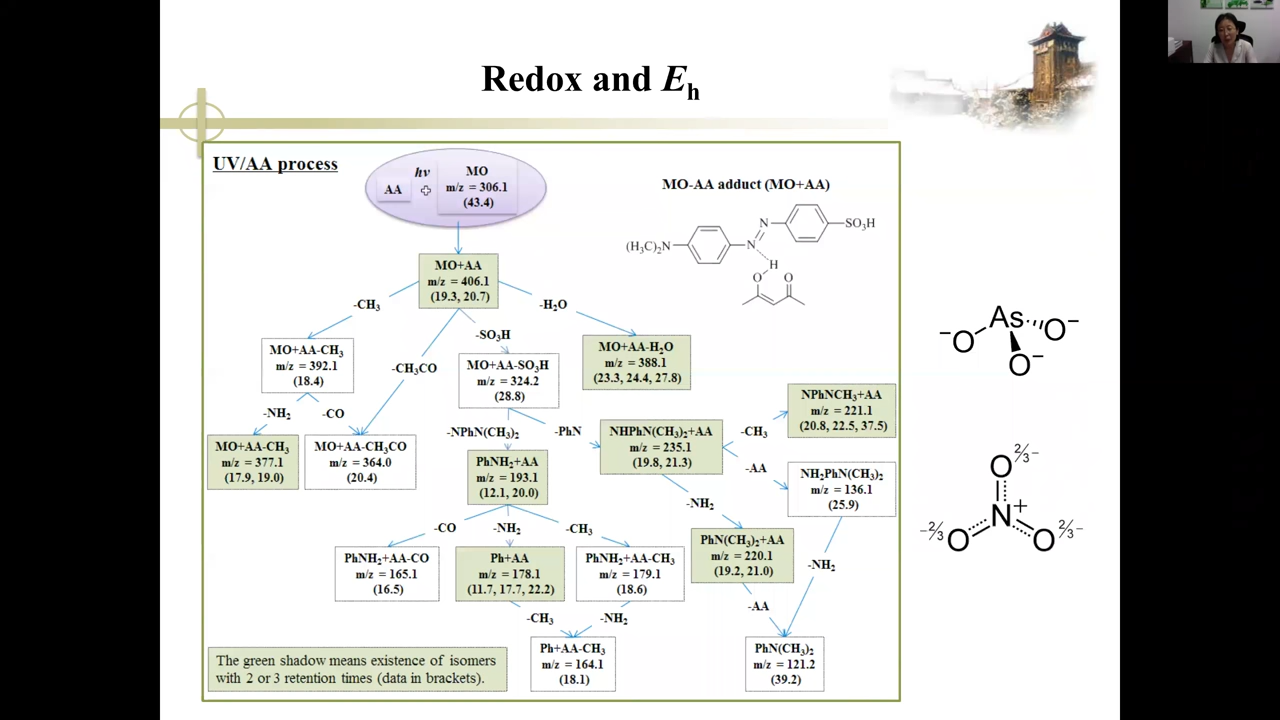 Redox and Eh
UV/AA process
AA
hν
+
MO
m/z = 306.1
(43.4)
MO-AA adduct (MO+AA)
(H3C)2N
N
N
SO3H
H
O
O
MO+AA
m/z = 406.1
(19.3, 20.7)
-CH3
-H2O
-SO3H
-CH3CO
MO+AA-CH3
m/z = 392.1
(18.4)
MO+AA-SO3H
m/z = 324.2
(28.8)
MO+AA-H2O
m/z = 388.1
(23.3, 24.4, 27.8)
-NH2
-CO
-NPhN(CH3)2
-PhN
MO+AA-CH3
m/z = 377.1
(17.9, 19.0)
MO+AA-CH3CO
m/z = 364.0
(20.4)
PhNH2+AA
m/z = 193.1
(12.1, 20.0)
NHPhN(CH3)2+AA
m/z = 235.1
(19.8, 21.3)
-CH3
-AA
NPhNCH3+AA
m/z = 221.1
(20.8, 22.5, 37.5)
NH2PhN(CH3)2
m/z = 136.1
(25.9)
-CO
-NH2
-CH3
-NH2
PhNH2+AA-CO
m/z = 165.1
(16.5)
Ph+AA
m/z = 178.1
(11.7, 17.7, 22.2)
PhNH2+AA-CH3
m/z = 179.1
(18.6)
PhN(CH3)2+AA
m/z = 220.1
(19.2, 21.0)
-NH2
-CH3
-NH2
-AA
Ph+AA-CH3
m/z = 164.1
(18.1)
PhN(CH3)2
m/z = 121.2
(39.2)
The green shadow means existence of isomers
with 2 or 3 retention times (data in brackets).
As
−O
O−
O−
O⅔−
N+
−⅔O
O⅔−